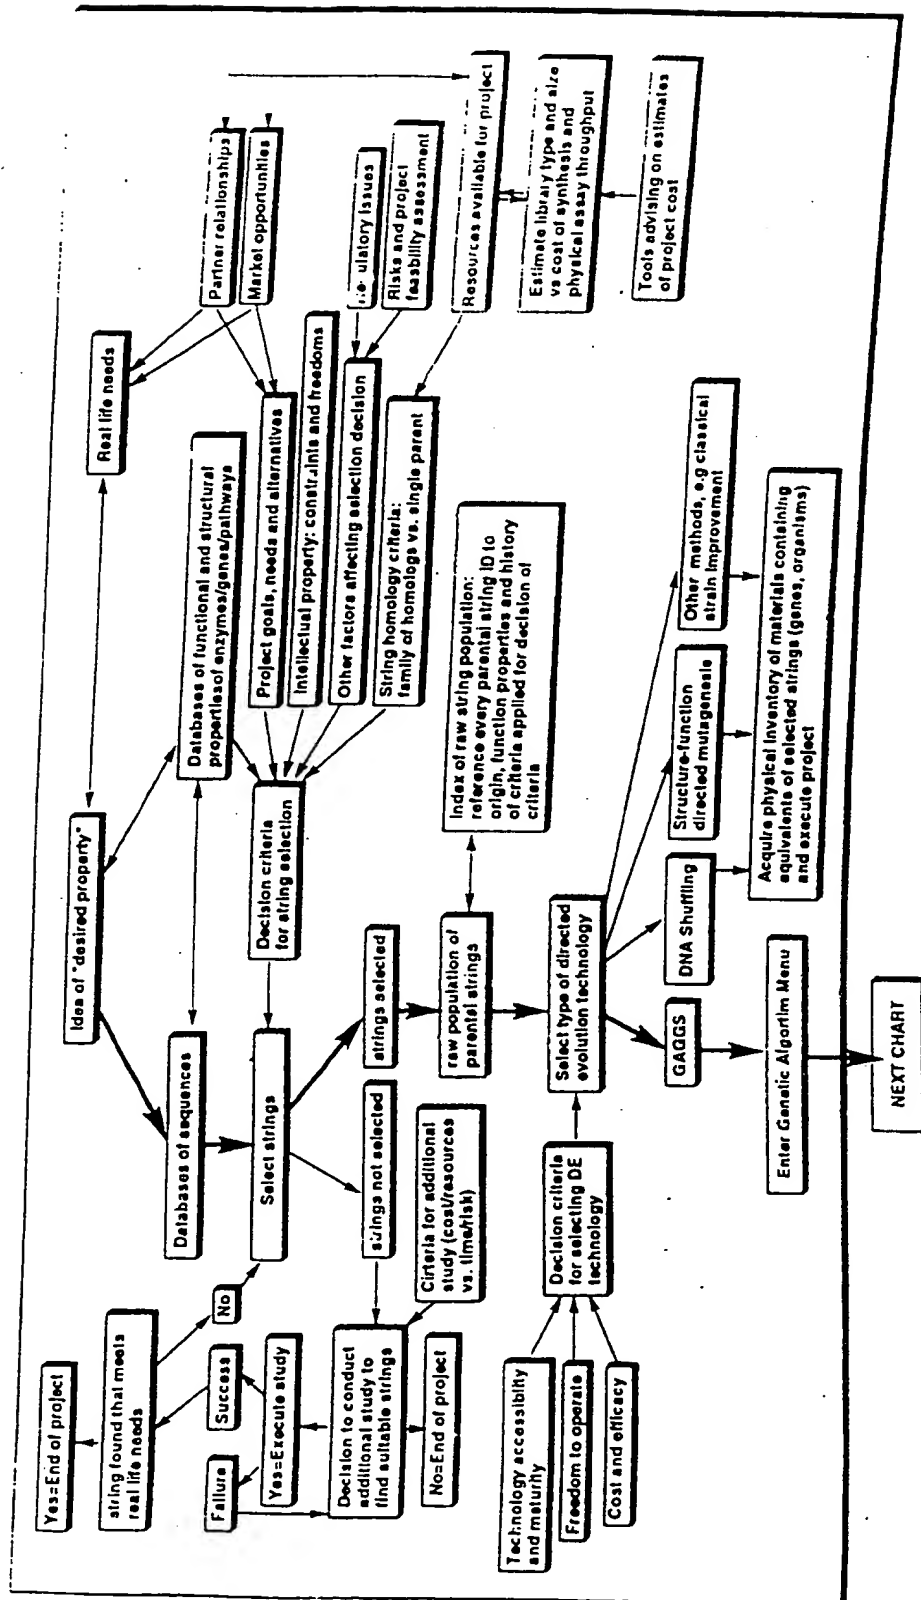 Yes=End of project
string found that meets
real life needs
No
Success
Failure
Yes=Execute study
Decision to conduct
additional study to
find suitable strings
No=End of project
Cirteria for additional
study (cost/resources
vs. time/risk)
Idea of "desired property"
Real life needs
Partner relationships
Market opportunities
Databases of sequences
Databases of functional and structural
properties of enzymes/genes/pathways
Select strings
Decision criteria
for string selection
Project goals, needs and alternatives
Intellectual property: constraints and freedoms
Other factors affecting selection decision
String homology criteria:
family of homologs vs. single parent
issues
Risks and project
feasbility assessment
Resources available for project
Estimate library type and size
vs cost of synthesis and
physical assay throughput
Tools advising on estimates
of project cost
strings not selected
strings selected
raw population of
parental strings
Index of raw string population:
reference every parental string ID to
origin, function properties and history
of criteria applied for decision of
criteria
Technology accessibilty
and maturity
Freedom to operate
Cost and efficacy
Decision criteria
for selecting DE
technology
Select type of directed
evolution technology
GAGGS
DNA Shuffling
Structure-function
directed mutagenesis
Other methods, e.g classical
strain improvement
Enter Genetic Algoritim Menu
Acquire physical inventory of materials containing
equivalents of selected strings (genes, organisms)
and execute project
NEXT CHART